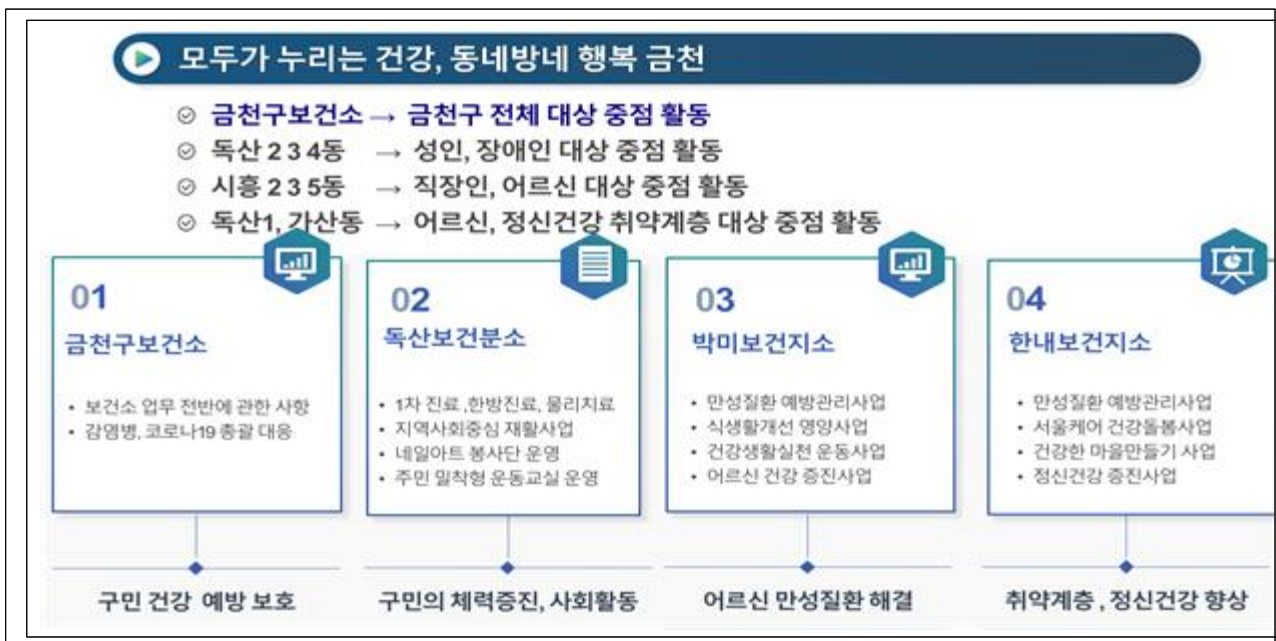 모두가 누리는 건강, 동네방네 행복 금천
금천구보건소 → 금천구 전체 대상 중점 활동
독산 2 3 4동 → 성인, 장애인 대상 중점 활동
시흥 2 3 5동 → 직장인, 어르신 대상 중점 활동
독산1, 가산동 → 어르신, 정신건강 취약계층 대상 중점 활동
01
금천구보건소
• 보건소 업무 전반에 관한 사항
• 감염병, 코로나19 총괄 대응
구민 건강 예방 보호
02
독산보건분소
• 1차 진료 ,한방진료, 물리치료
• 지역사회중심 재활사업
• 네일아트 봉사단 운영
• 주민 밀착형 운동교실 운영
구민의 체력증진, 사회활동
03
박미보건지소
• 만성질환 예방관리사업
• 식생활개선 영양사업
• 건강생활실천 운동사업
• 어르신 건강 증진사업
어르신 만성질환 해결
04
한내보건지소
• 만성질환 예방관리사업
• 서울케어 건강돌봄사업
• 건강한 마을만들기 사업
• 정신건강 증진사업
취약계층 , 정신건강 향상